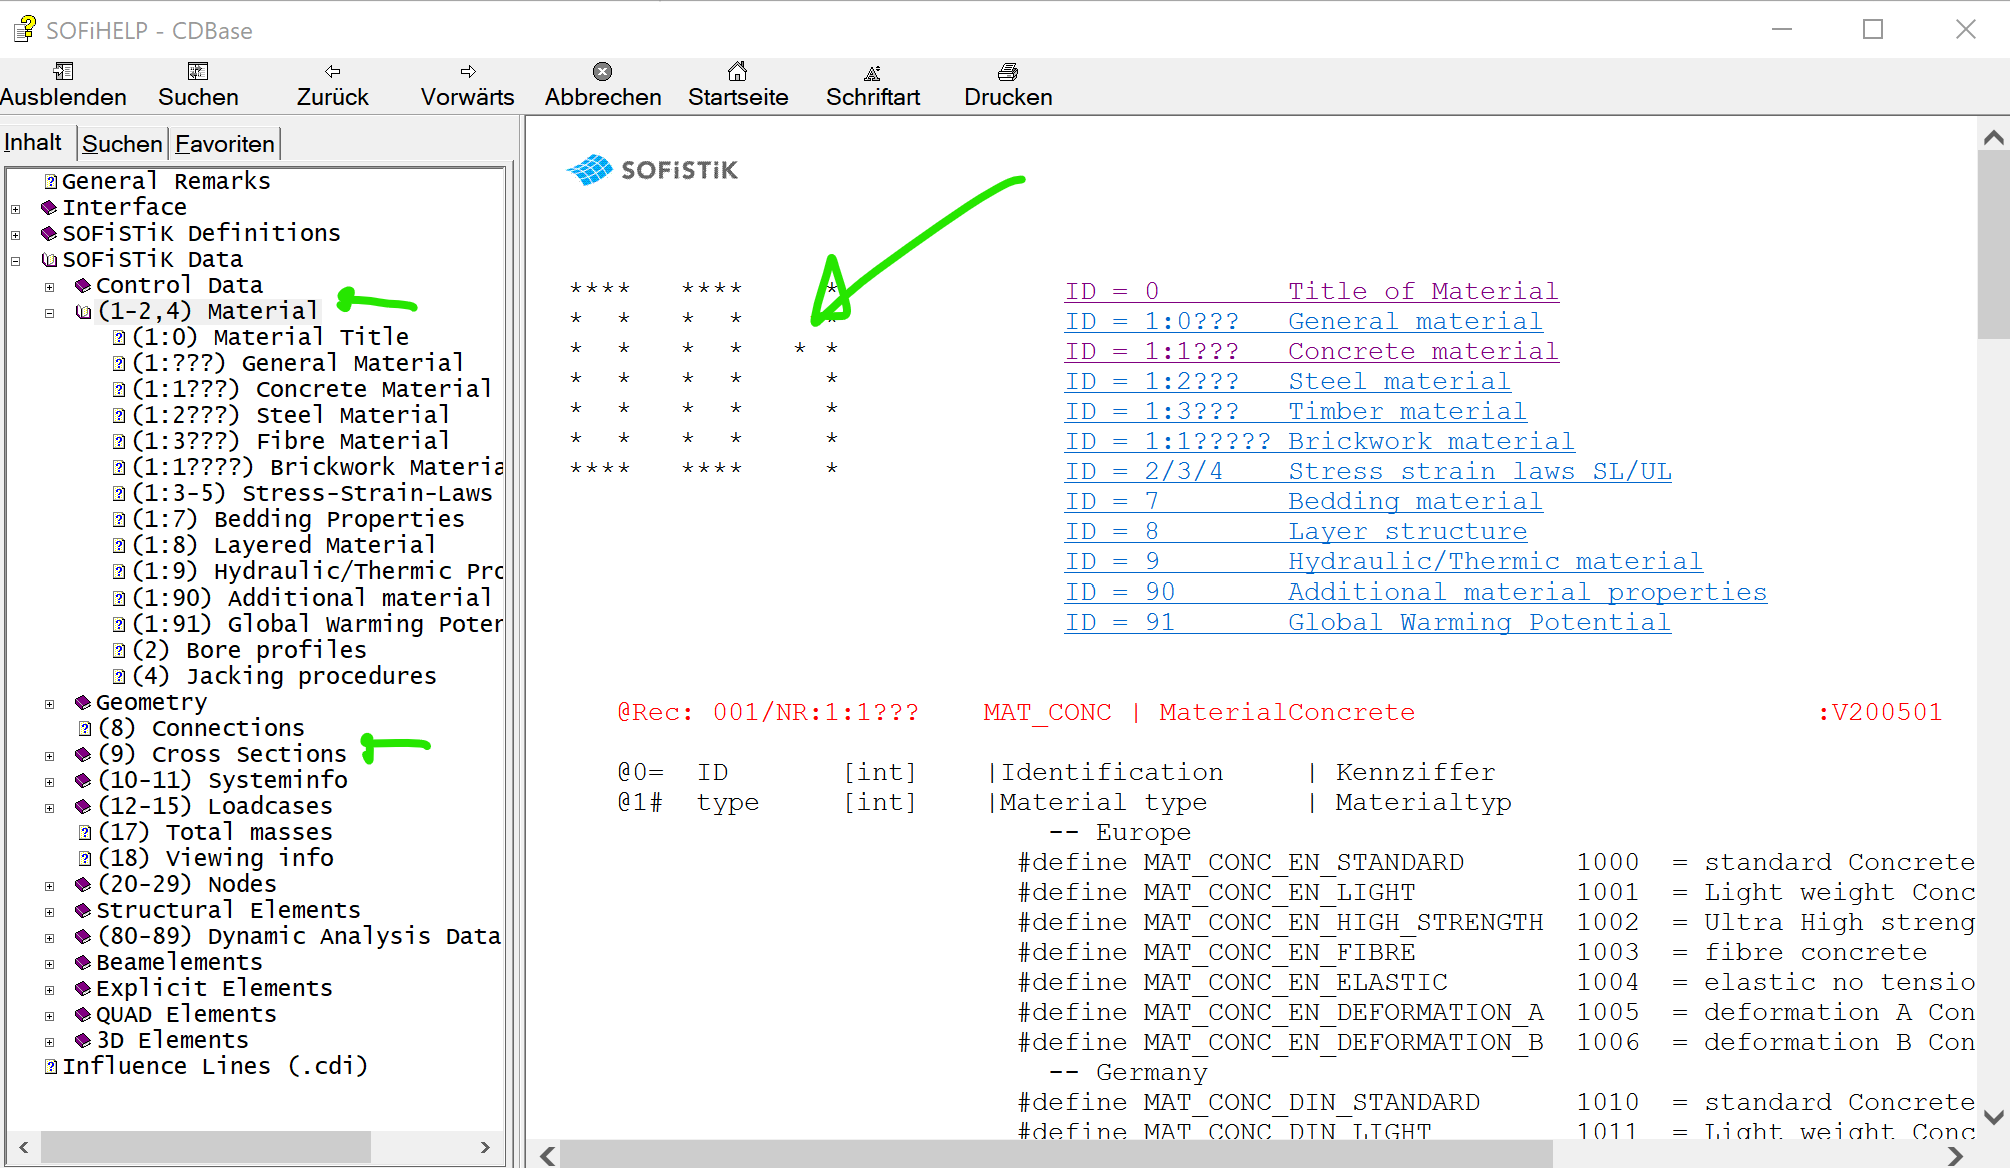 SOFiHELP - CDBase
Ausblenden Suchen Zurück Vorwärts Abbrechen Startseite Schriftart Drucken
Inhalt Suchen Favoriten
General Remarks
Interface
SOFiSTiK Definitions
SOFiSTiK Data
Control Data
(1-2,4) Material
(1:0) Material Title
(1:???) General Material
(1:1???) Concrete Material
(1:2???) Steel Material
(1:3???) Fibre Material
(1:1????) Brickwork Materia
(1:3-5) Stress-Strain-Laws
(1:7) Bedding Properties
(1:8) Layered Material
(1:9) Hydraulic/Thermic Pro
(1:90) Additional material
(1:91) Global Warming Poten
(2) Bore profiles
(4) Jacking procedures
Geometry
(8) Connections
(9) Cross Sections
(10-11) Systeminfo
(12-15) Loadcases
(17) Total masses
(18) Viewing info
(20-29) Nodes
Structural Elements
(80-89) Dynamic Analysis Data
Beamelements
Explicit Elements
QUAD Elements
3D Elements
Influence Lines (.cdi)
SOFiSTiK
**** **** * ID = 0 Title of Material
* * * * * ID = 1:0??? General material
* * * * * * ID = 1:1??? Concrete material
* * * * * ID = 1:2??? Steel material
* * * * * ID = 1:3??? Timber material
* * * * * ID = 1:1????? Brickwork material
**** **** * ID = 2/3/4 Stress strain laws SL/UL
ID = 7 Bedding material
ID = 8 Layer structure
ID = 9 Hydraulic/Thermic material
ID = 90 Additional material properties
ID = 91 Global Warming Potential
@Rec: 001/NR:1:1??? MAT_CONC | MaterialConcrete :V200501
@0= ID [int] |Identification | Kennziffer
@1# type [int] |Material type | Materialtyp
-- Europe
#define MAT_CONC_EN_STANDARD 1000 = standard Concrete
#define MAT_CONC_EN_LIGHT 1001 = Light weight Conc
#define MAT_CONC_EN_HIGH_STRENGTH 1002 = Ultra High streng
#define MAT_CONC_EN_FIBRE 1003 = fibre concrete
#define MAT_CONC_EN_ELASTIC 1004 = elastic no tensio
#define MAT_CONC_EN_DEFORMATION_A 1005 = deformation A Con
#define MAT_CONC_EN_DEFORMATION_B 1006 = deformation B Con
-- Germany
#define MAT_CONC_DIN_STANDARD 1010 = standard Concrete
#define MAT_CONC_DIN_LIGHT 1011 = Light weight Conc